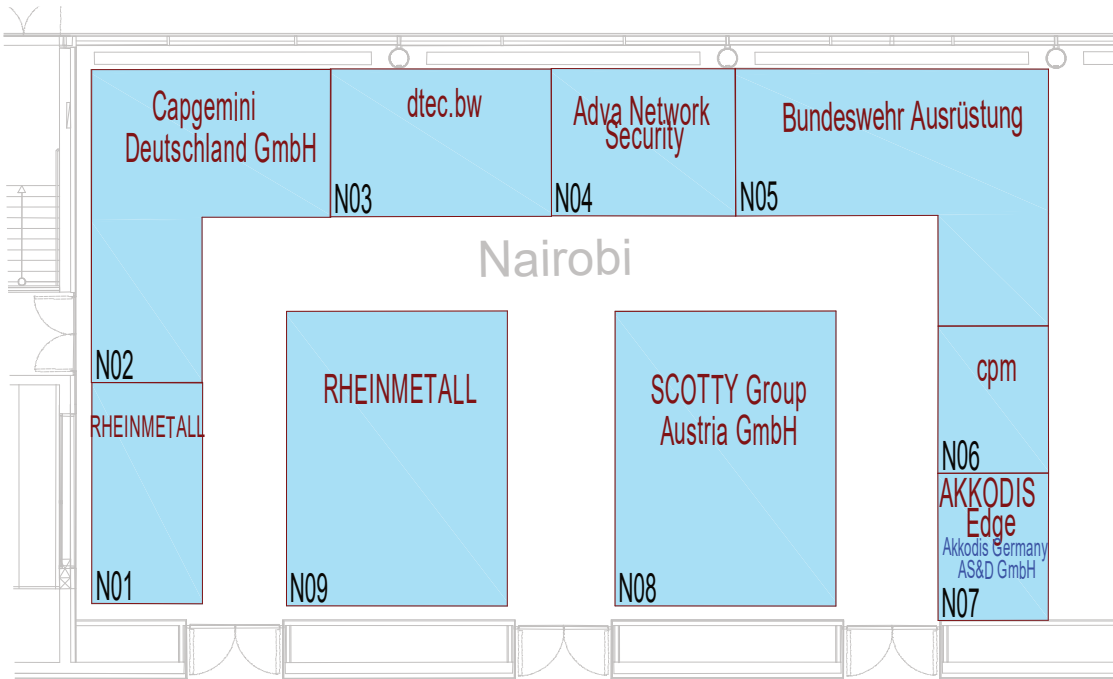 Capgemini
Deutschland GmbH
N02
dtec.bw
N03
Adva Network
Security
N04
Bundeswehr Ausrüstung
N05
Nairobi
RHEINMETALL
N01
RHEINMETALL
N09
SCOTTY Group
Austria GmbH
N08
cpm
N06
AKKODIS
Edge
Akkodis Germany
AS&D GmbH
N07